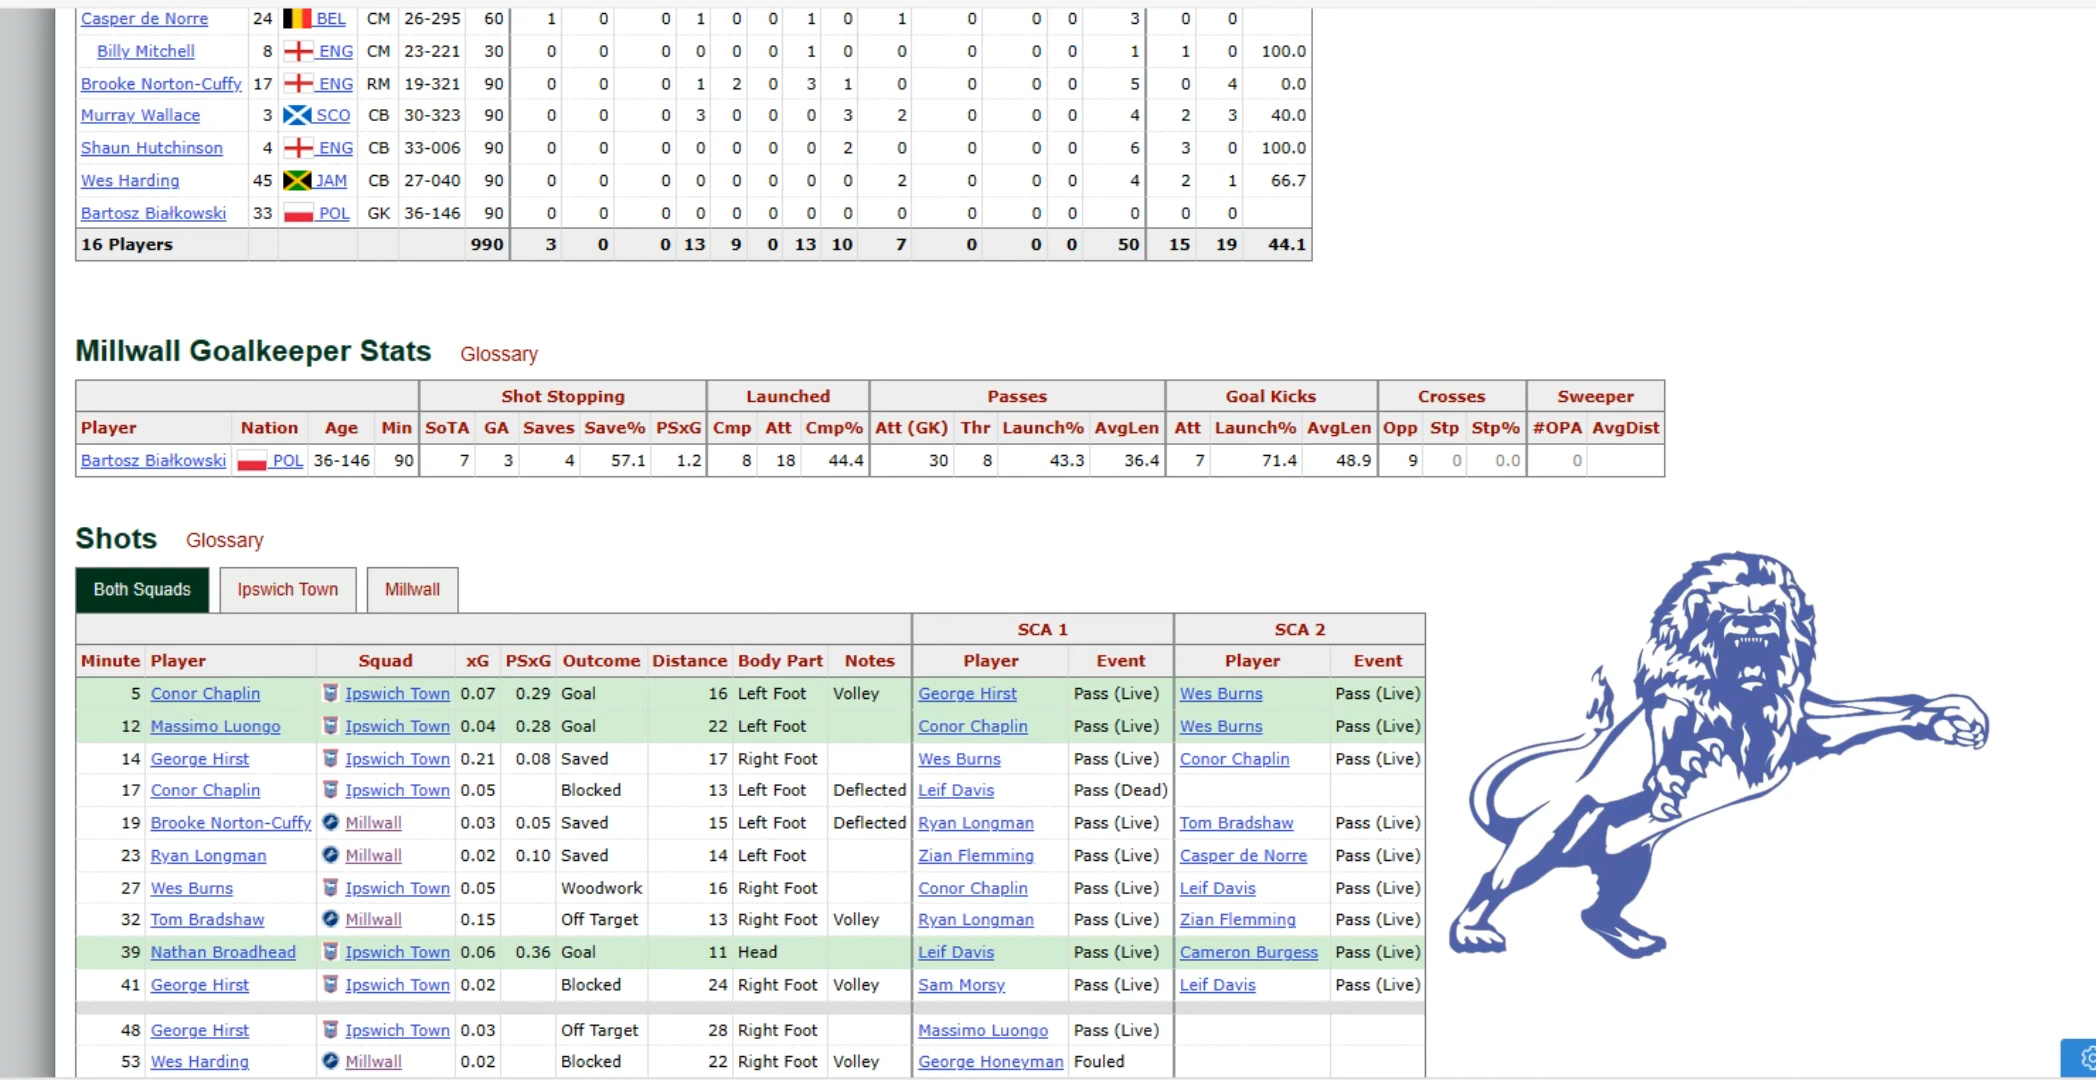 Casper de Norre 24 BEL CM 26-295 60 1 0 0 1 0 0 1 0 1 0 0 0 3 0 0
Billy Mitchell 8 ENG CM 23-221 30 0 0 0 0 0 0 1 0 0 0 0 0 1 1 0 100.0
Brooke Norton-Cuffy 17 ENG RM 19-321 90 0 0 0 1 2 0 3 1 0 0 0 0 5 0 4 0.0
Murray Wallace 3 SCO CB 30-323 90 0 0 0 3 0 0 0 3 2 0 0 0 4 2 3 40.0
Shaun Hutchinson 4 ENG CB 33-006 90 0 0 0 0 0 0 0 2 0 0 0 0 6 3 0 100.0
Wes Harding 45 JAM CB 27-040 90 0 0 0 0 0 0 0 0 2 0 0 0 4 2 1 66.7
Bartosz Białkowski 33 POL GK 36-146 90 0 0 0 0 0 0 0 0 0 0 0 0 0 0 0
16 Players 990 3 0 0 13 9 0 13 10 7 0 0 0 50 15 19 44.1
Millwall Goalkeeper Stats Glossary
Shot Stopping Launched Passes Goal Kicks Crosses Sweeper
Player Nation Age Min SoTA GA Saves Save% PSxG Cmp Att Cmp% Att (GK) Thr Launch% AvgLen Att Launch% AvgLen Opp Stp Stp% #OPA AvgDist
Bartosz Białkowski POL 36-146 90 7 3 4 57.1 1.2 8 18 44.4 30 8 43.3 36.4 7 71.4 48.9 9 0 0.0 0
Shots Glossary
Both Squads Ipswich Town Millwall
SCA 1 SCA 2
Minute Player Squad xG PSxG Outcome Distance Body Part Notes Player Event Player Event
5 Conor Chaplin Ipswich Town 0.07 0.29 Goal 16 Left Foot Volley George Hirst Pass (Live) Wes Burns Pass (Live)
12 Massimo Luongo Ipswich Town 0.04 0.28 Goal 22 Left Foot Conor Chaplin Pass (Live) Wes Burns Pass (Live)
14 George Hirst Ipswich Town 0.21 0.08 Saved 17 Right Foot Wes Burns Pass (Live) Conor Chaplin Pass (Live)
17 Conor Chaplin Ipswich Town 0.05 Blocked 13 Left Foot Deflected Leif Davis Pass (Dead)
19 Brooke Norton-Cuffy Millwall 0.03 0.05 Saved 15 Left Foot Deflected Ryan Longman Pass (Live) Tom Bradshaw Pass (Live)
23 Ryan Longman Millwall 0.02 0.10 Saved 14 Left Foot Zian Flemming Pass (Live) Casper de Norre Pass (Live)
27 Wes Burns Ipswich Town 0.05 Woodwork 16 Right Foot Conor Chaplin Pass (Live) Leif Davis Pass (Live)
32 Tom Bradshaw Millwall 0.15 Off Target 13 Right Foot Volley Ryan Longman Pass (Live) Zian Flemming Pass (Live)
39 Nathan Broadhead Ipswich Town 0.06 0.36 Goal 11 Head Leif Davis Pass (Live) Cameron Burgess Pass (Live)
41 George Hirst Ipswich Town 0.02 Blocked 24 Right Foot Volley Sam Morsy Pass (Live) Leif Davis Pass (Live)
48 George Hirst Ipswich Town 0.03 Off Target 28 Right Foot Massimo Luongo Pass (Live)
53 Wes Harding Millwall 0.02 Blocked 22 Right Foot Volley George Honeyman Fouled